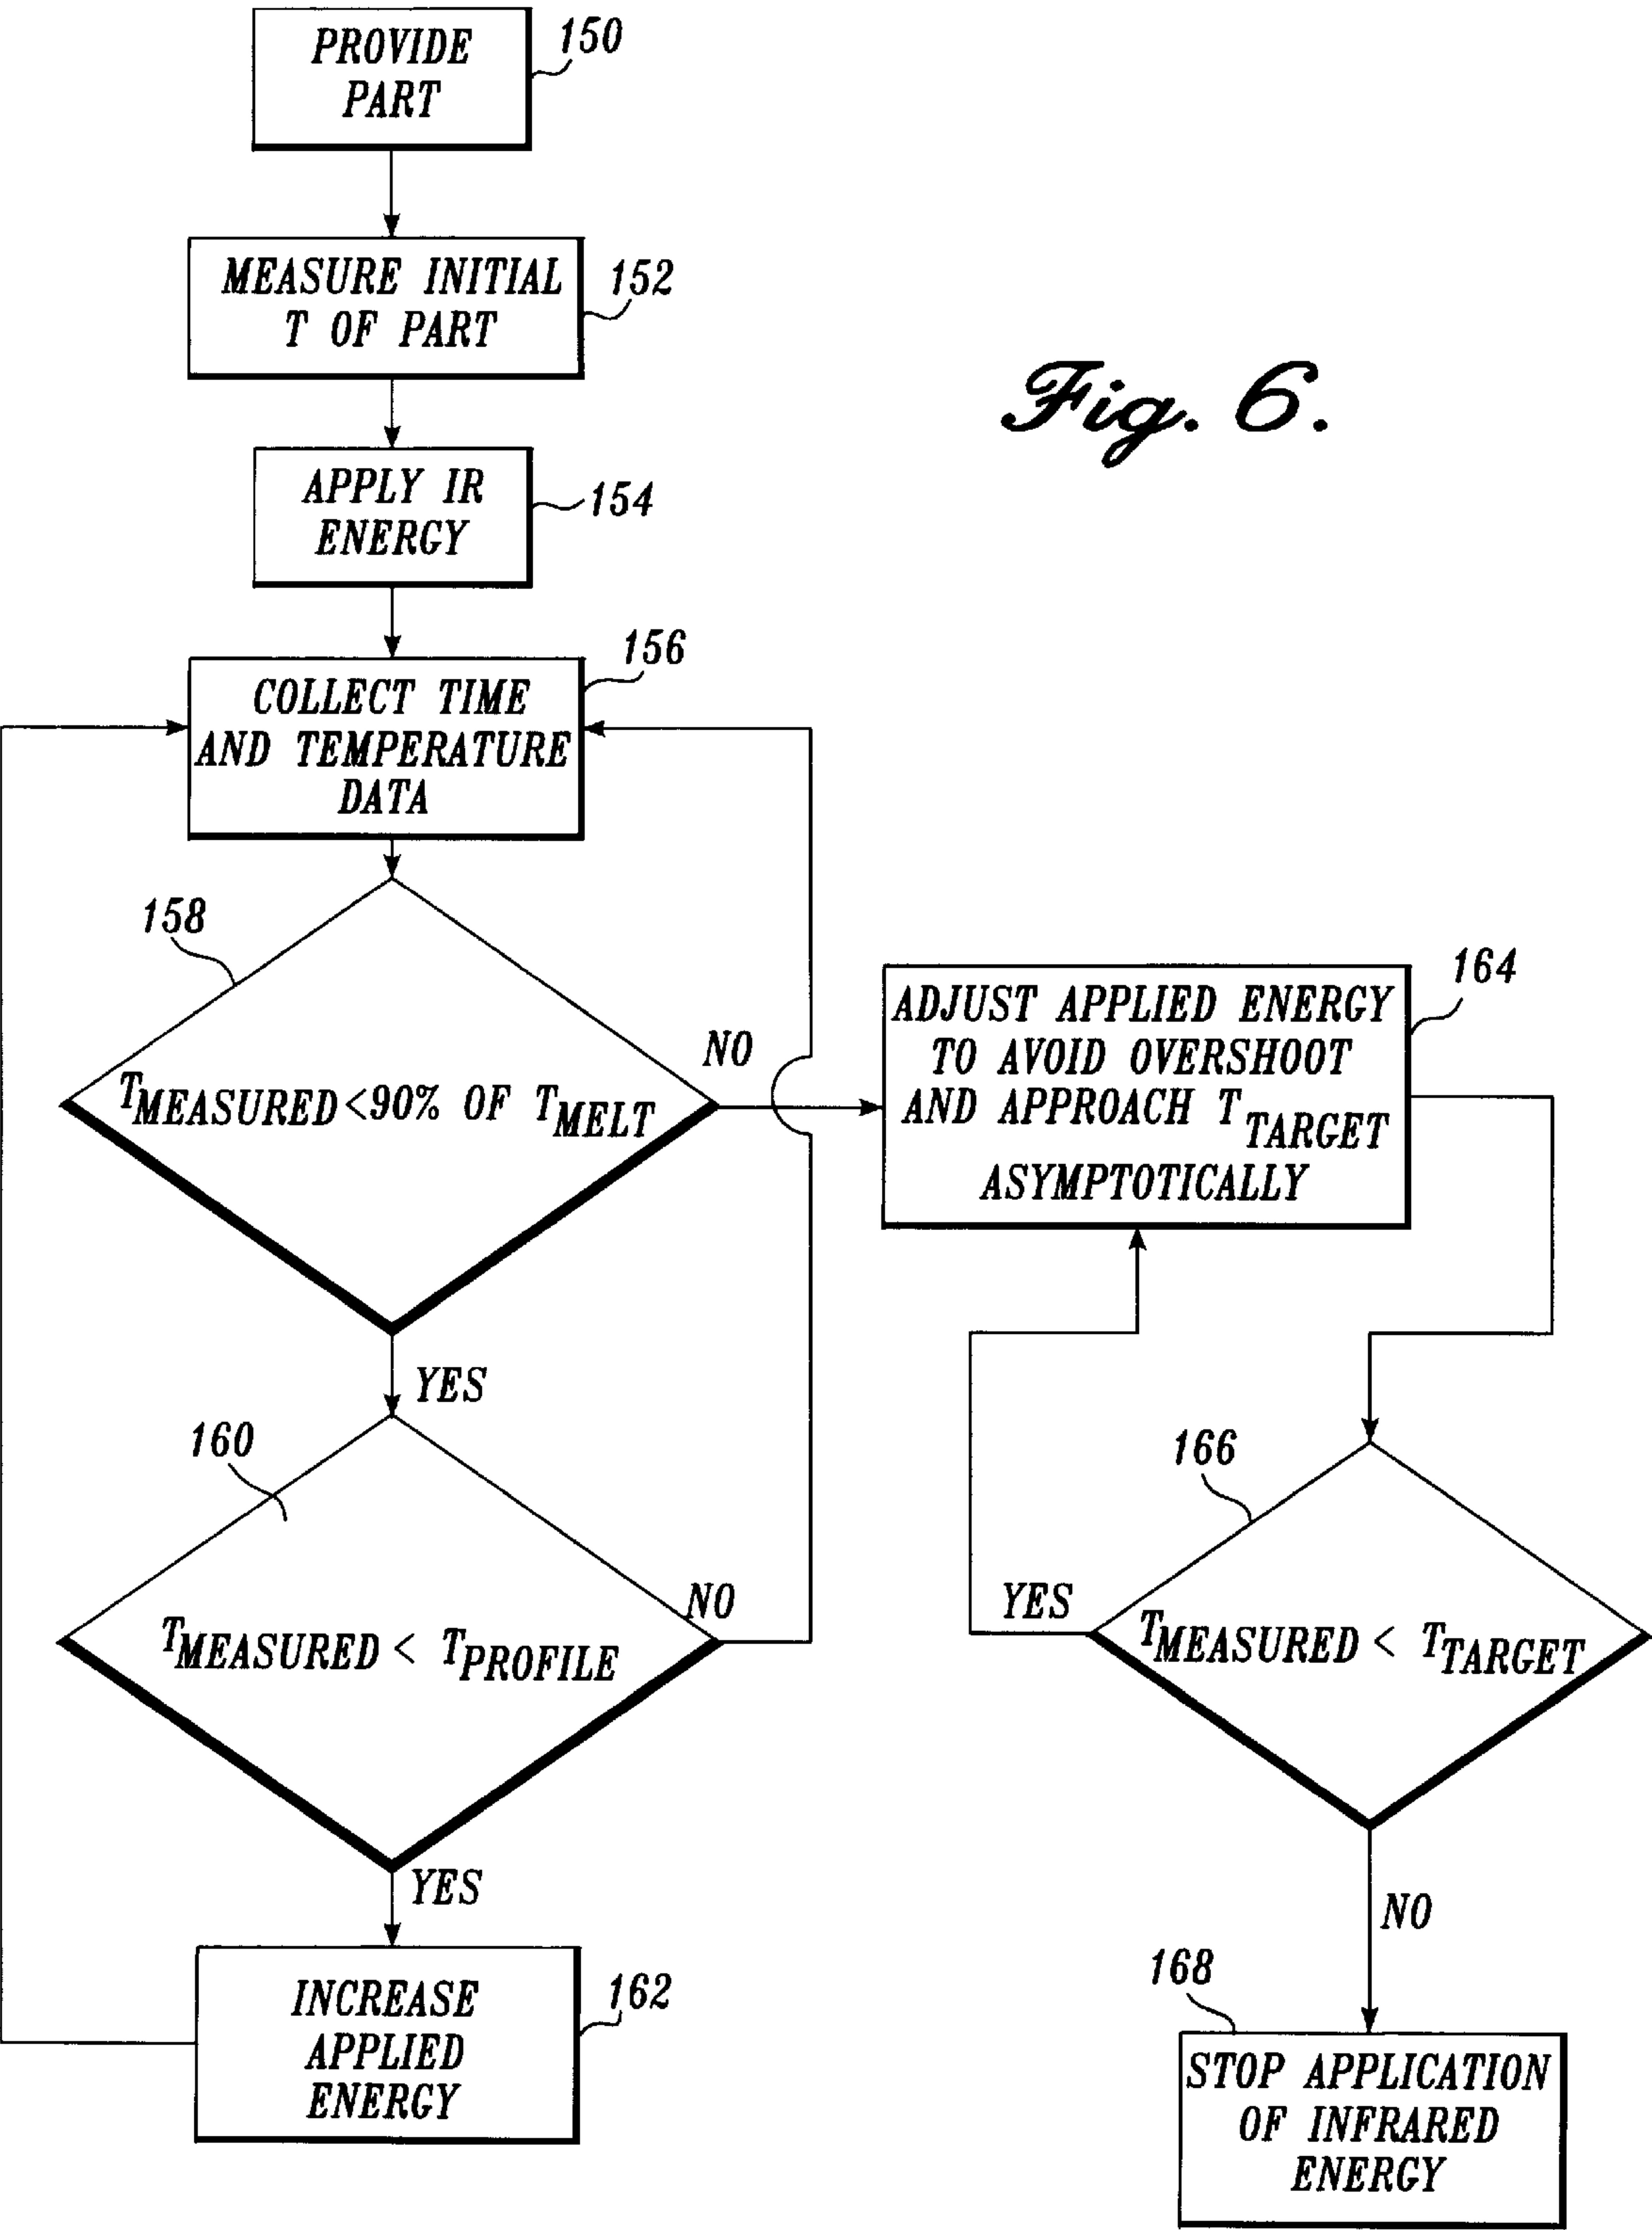 PROVIDE
PART
150
MEASURE INITIAL
T OF PART
152
Fig. 6.
APPLY IR
ENERGY
154
COLLECT TIME
AND TEMPERATURE
DATA
156
158
TMEASURED<90% OF TMELT
NO
YES
ADJUST APPLIED ENERGY
TO AVOID OVERSHOOT
AND APPROACH TTARGET
ASYMPTOTICALLY
164
160
TMEASURED < TPROFILE
NO
YES
166
TMEASURED < TTARGET
YES
NO
INCREASE
APPLIED
ENERGY
162
168
STOP APPLICATION
OF INFRARED
ENERGY